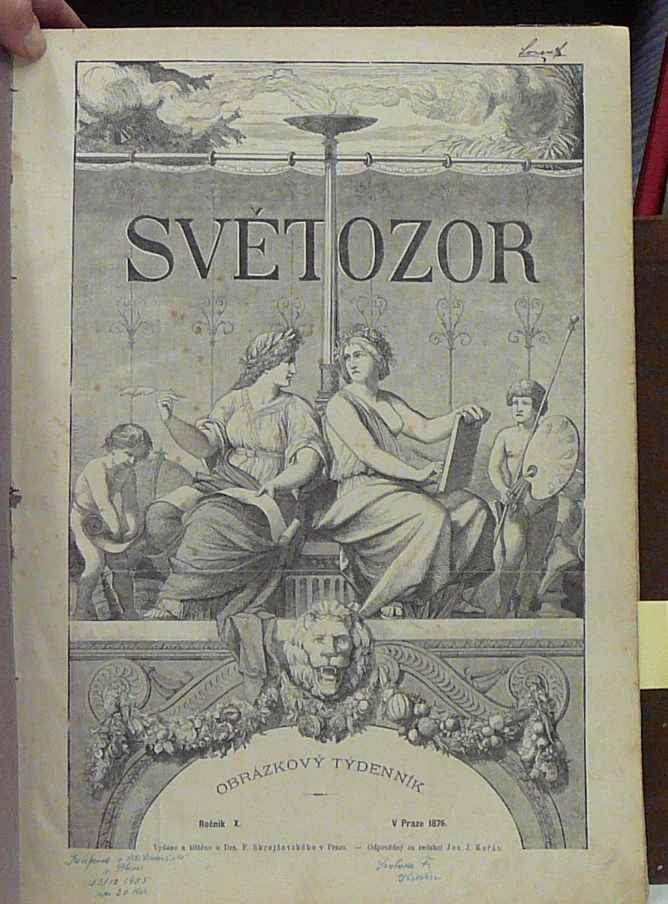 SVĚTOZOR
OBRÁZKOVÝ TÝDENNÍK
Ročník X. V Praze 1876.
Vydáno a tištěno u Dra. F. Skrejšovského v Praze. — Odpovědný za redakci Jos. J. Kořán.